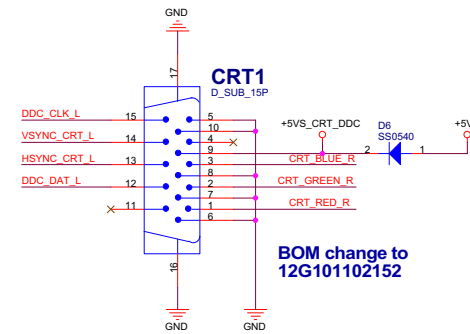 GND
17
CRT1
D_SUB_15P
DDC_CLK_L
15
5
10
+5VS_CRT_DDC
D6
SS0540
+5V
VSYNC_CRT_L
14
4
9
2
1
HSYNC_CRT_L
13
3
CRT_BLUE_R
8
DDC_DAT_L
12
2
CRT_GREEN_R
7
11
1
CRT_RED_R
6
BOM change to
12G101102152
16
GND
GND